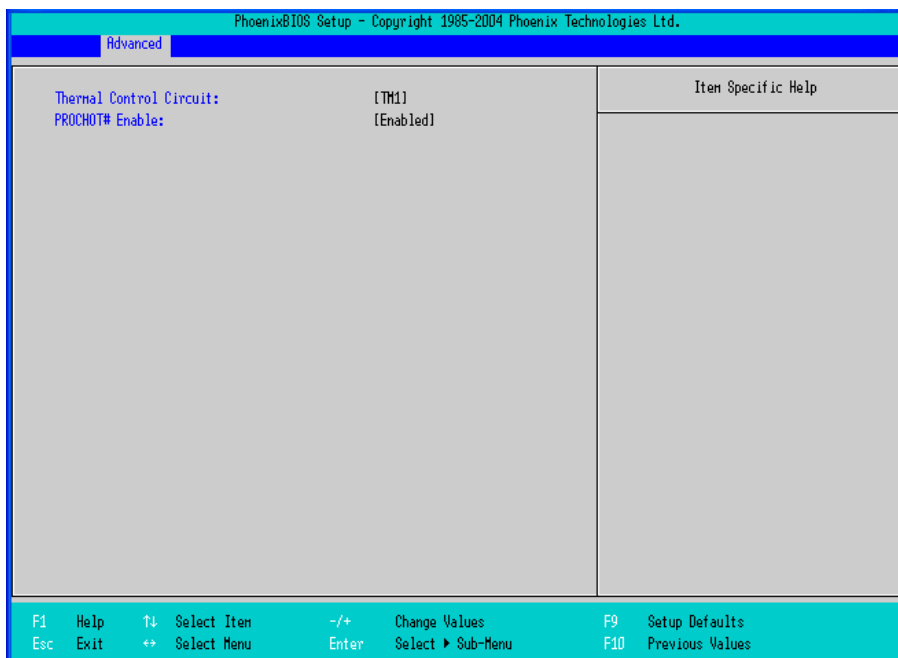 PhoenixBIOS Setup - Copyright 1985-2004 Phoenix Technologies Ltd.
Advanced
Item Specific Help
Thermal Control Circuit: [TM1]
PROCHOT# Enable: [Enabled]
F1 Help ↑↓ Select Item -/+ Change Values F9 Setup Defaults
Esc Exit ↔ Select Menu Enter Select ▶ Sub-Menu F10 Previous Values